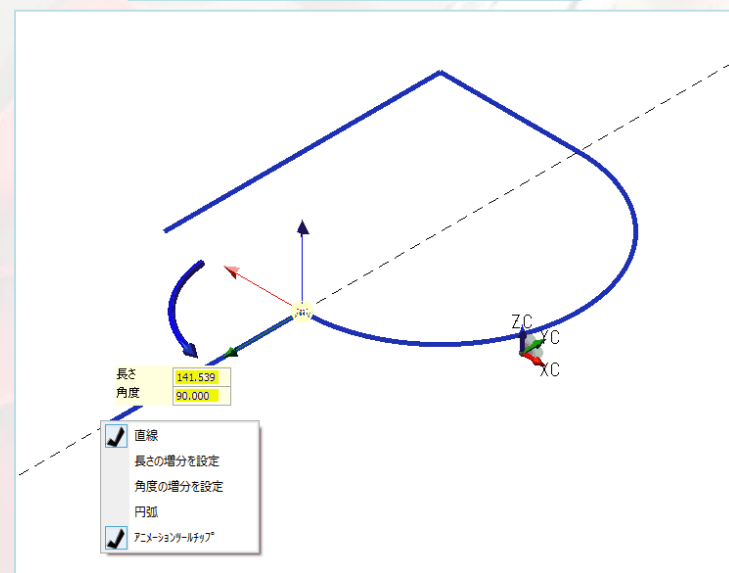 ZC
YC
XC
長さ 141.539
角度 90.000
直線
長さの増分を設定
角度の増分を設定
円弧
ｱﾆﾒｰｼｮﾝﾂｰﾙﾁｯﾌﾟ